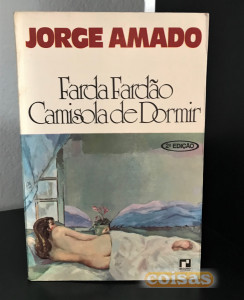 JORGE AMADO
Farda Fardão
Camisola de Dormir
2ª EDIÇÃO
coisas